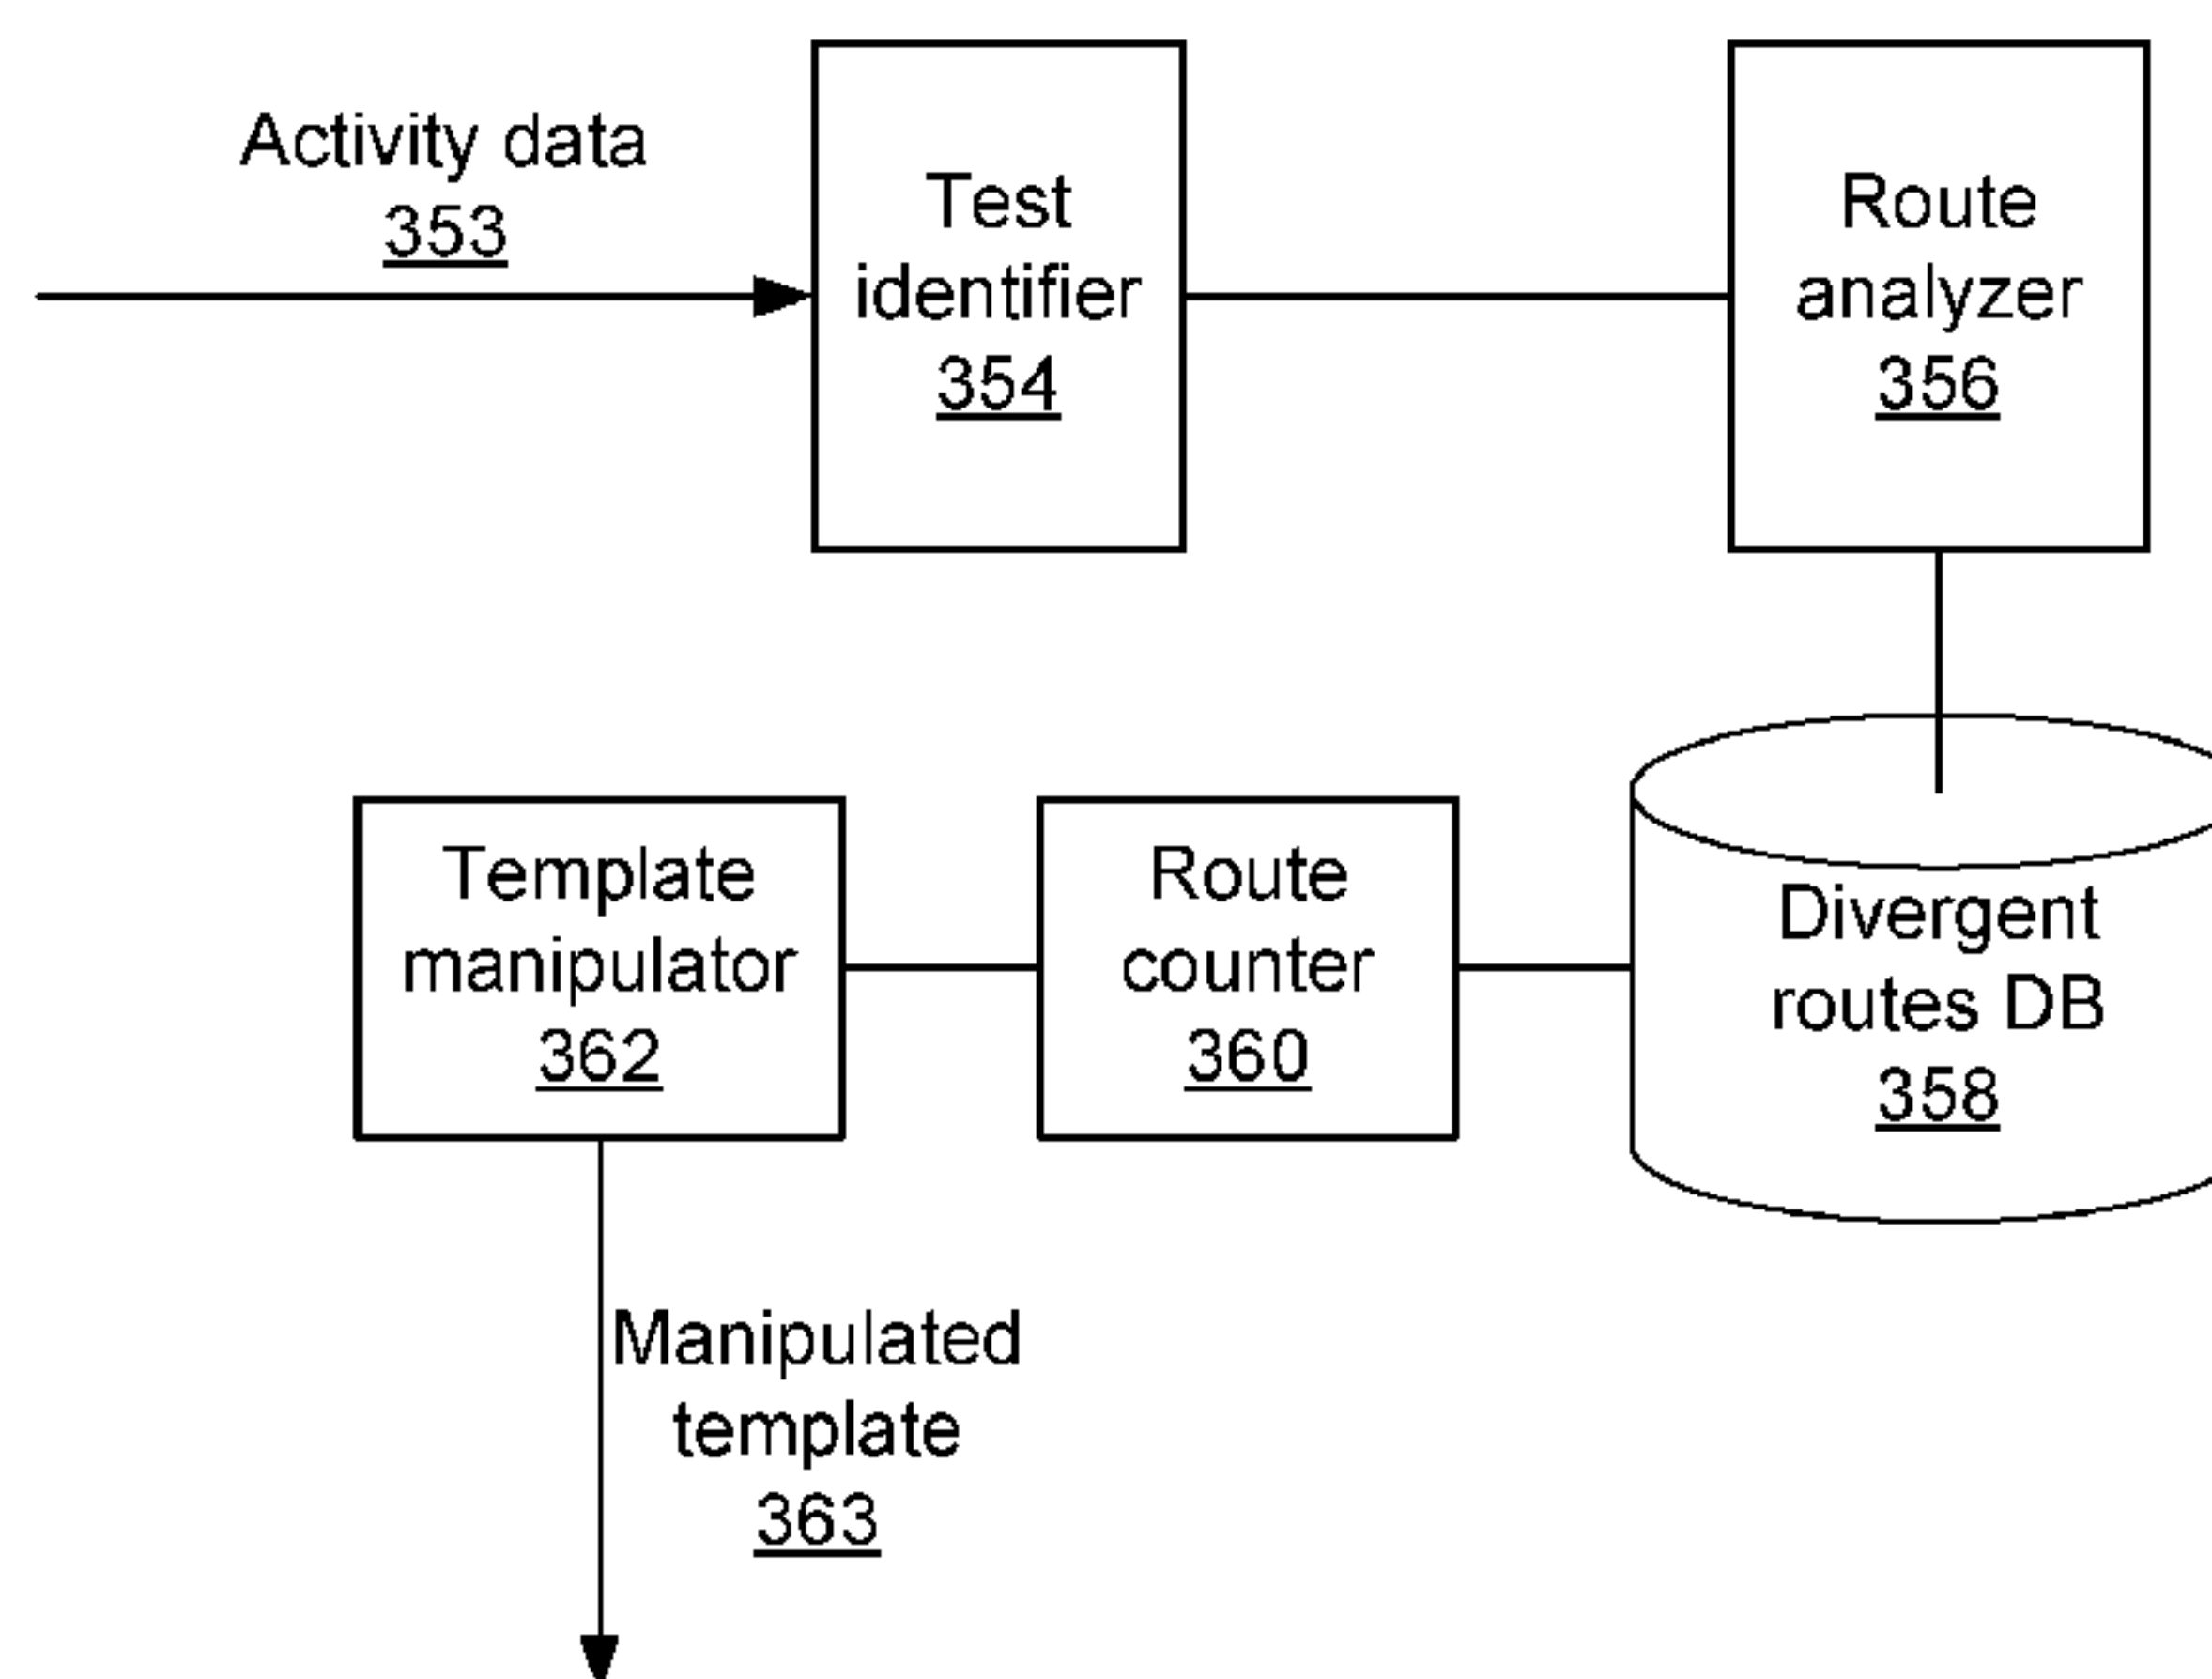 Activity data
353
Test
identifier
354
Route
analyzer
356
Template
manipulator
362
Route
counter
360
Divergent
routes DB
358
Manipulated
template
363